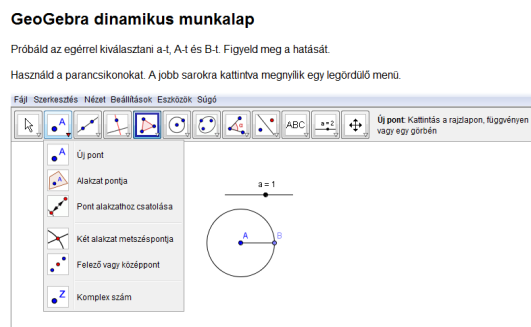 GeoGebra dinamikus munkalap
Próbáld az egérrel kiválasztani a-t, A-t és B-t. Figyeld meg a hatását.
Használd a parancsikonokat. A jobb sarokra kattintva megnyílik egy legördülő menü.
Fájl Szerkesztés Nézet Beállítások Eszközök Súgó
A ABC a=2 Új pont: Kattintás a rajzlapon, függvényen
vagy egy görbén
A Új pont
A Alakzat pontja
Pont alakzathoz csatolása
Két alakzat metszéspontja
Felező vagy középpont
Z Komplex szám
a = 1
A B